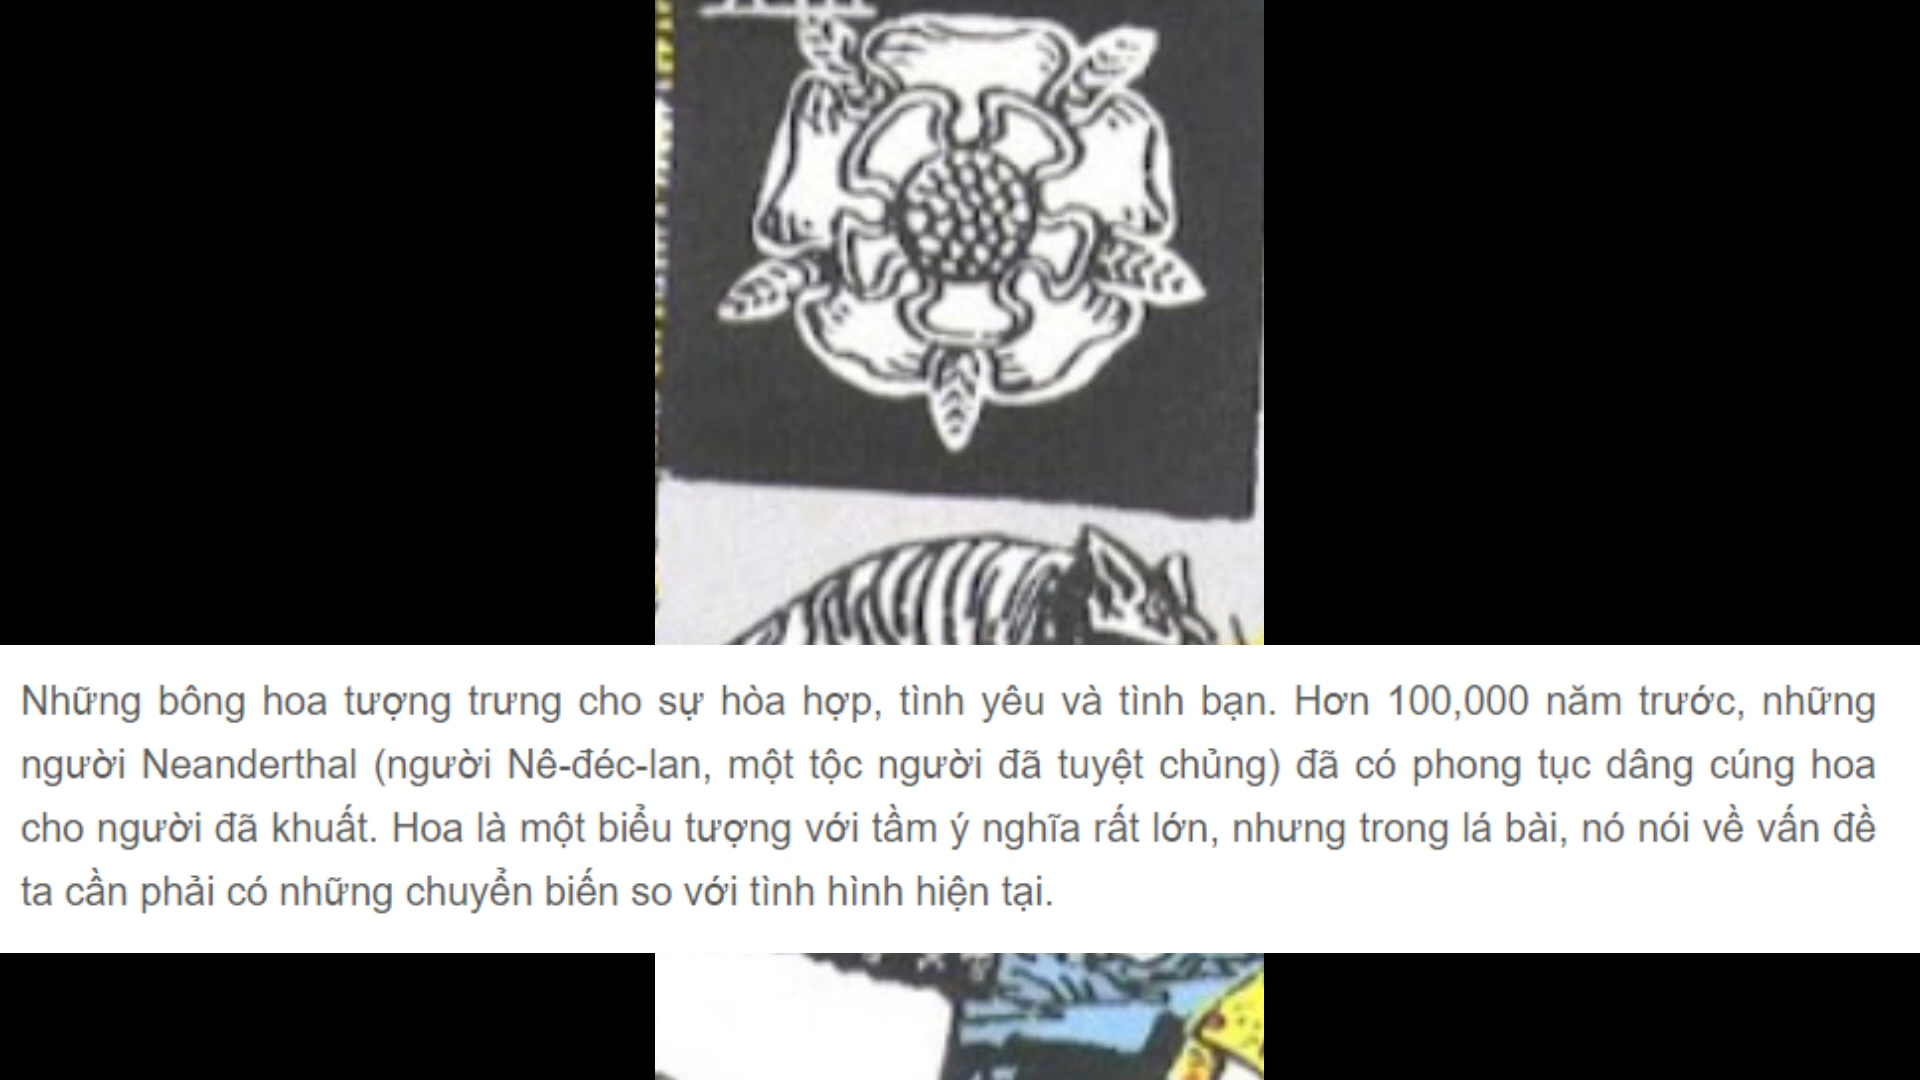 Những bông hoa tượng trưng cho sự hòa hợp, tình yêu và tình bạn. Hơn 100,000 năm trước, những
người Neanderthal (người Nê-đéc-lan, một tộc người đã tuyệt chủng) đã có phong tục dâng cúng hoa
cho người đã khuất. Hoa là một biểu tượng với tầm ý nghĩa rất lớn, nhưng trong lá bài, nó nói về vấn đề
ta cần phải có những chuyển biến so với tình hình hiện tại.